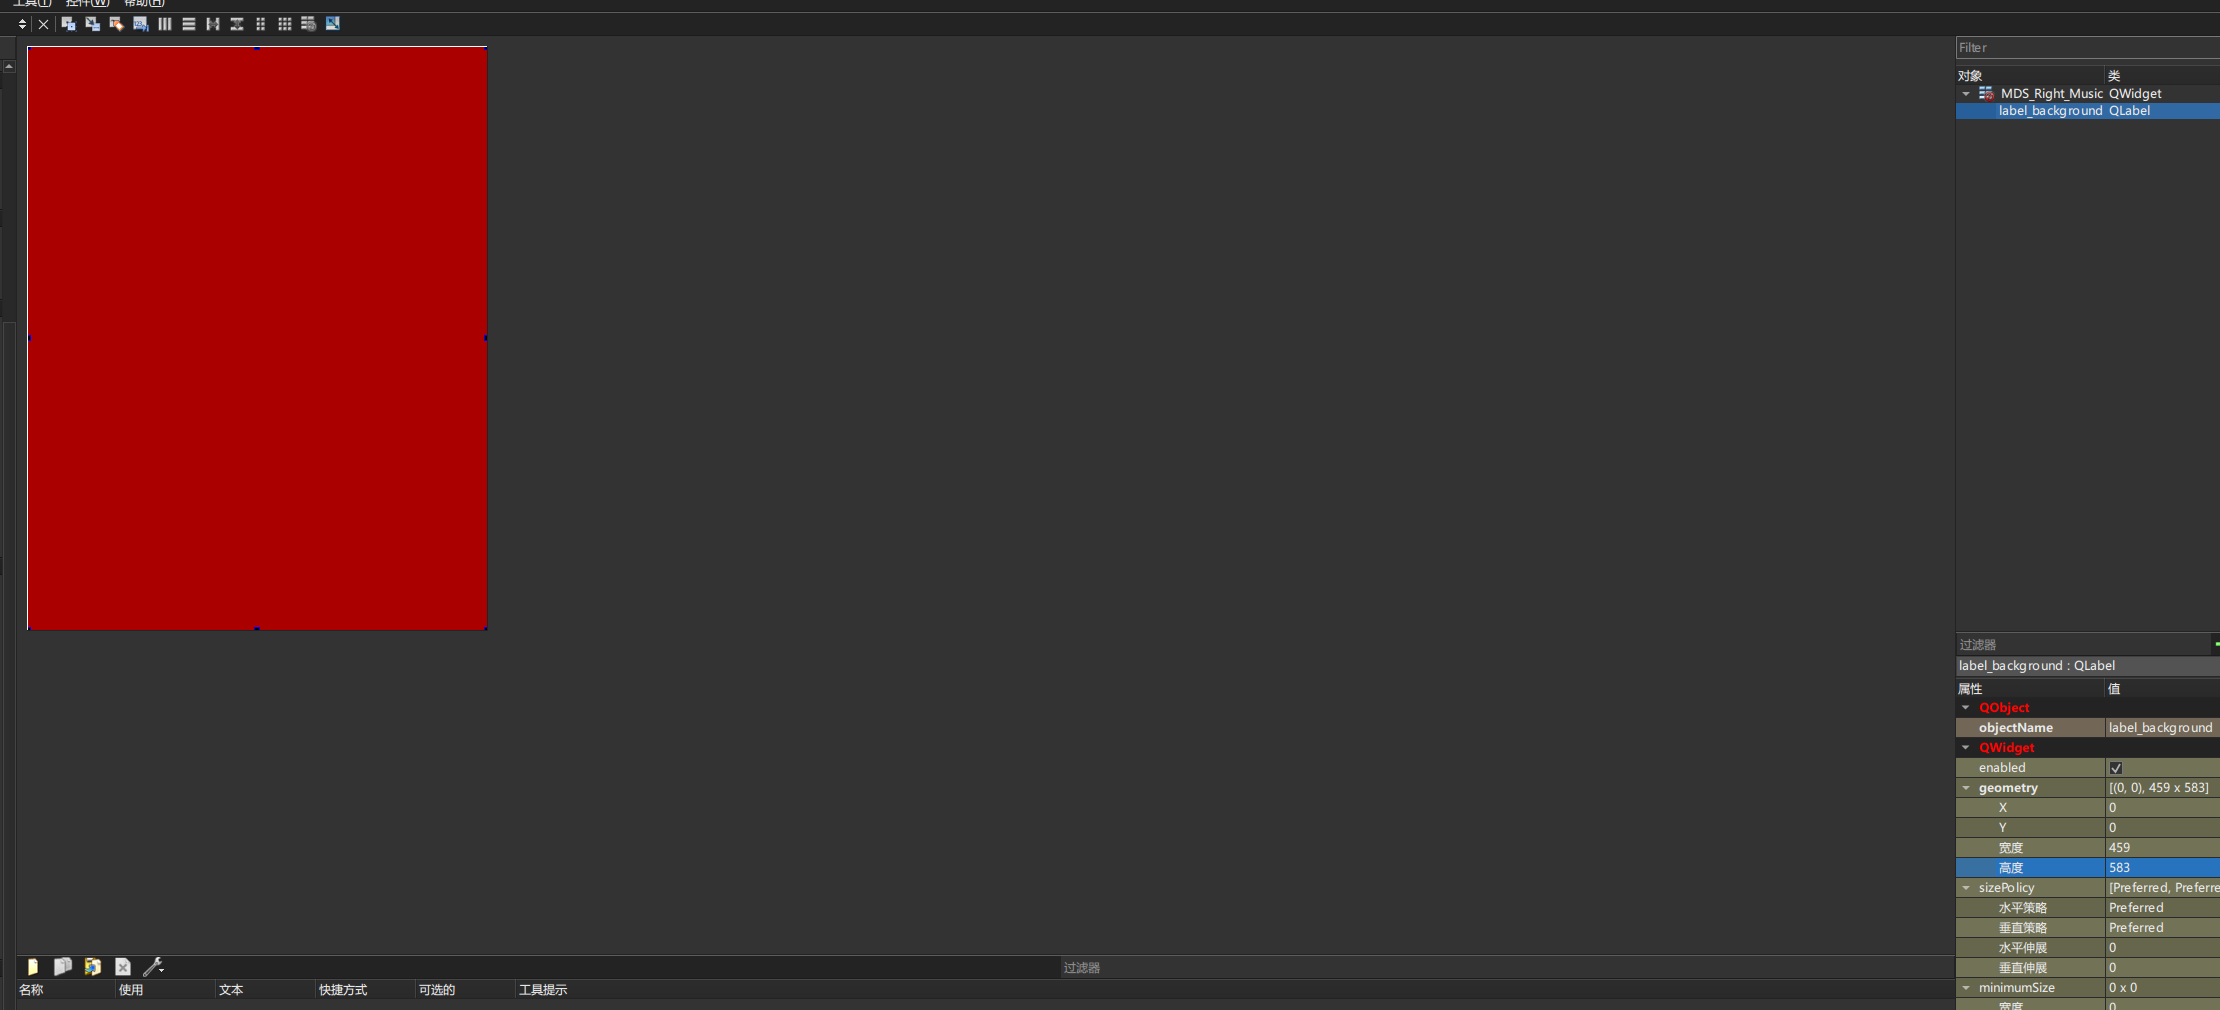 工具(T) 控件(W) 帮助(H)
Filter
对象 类
MDS_Right_Music QWidget
label_background QLabel
过滤器
label_background : QLabel
属性 值
QObject
objectName label_background
QWidget
enabled
geometry [(0, 0), 459 x 583]
X 0
Y 0
宽度 459
高度 583
sizePolicy [Preferred, Preferre
水平策略 Preferred
垂直策略 Preferred
水平伸展 0
垂直伸展 0
minimumSize 0 x 0
宽度 0
过滤器
名称 使用 文本 快捷方式 可选的 工具提示